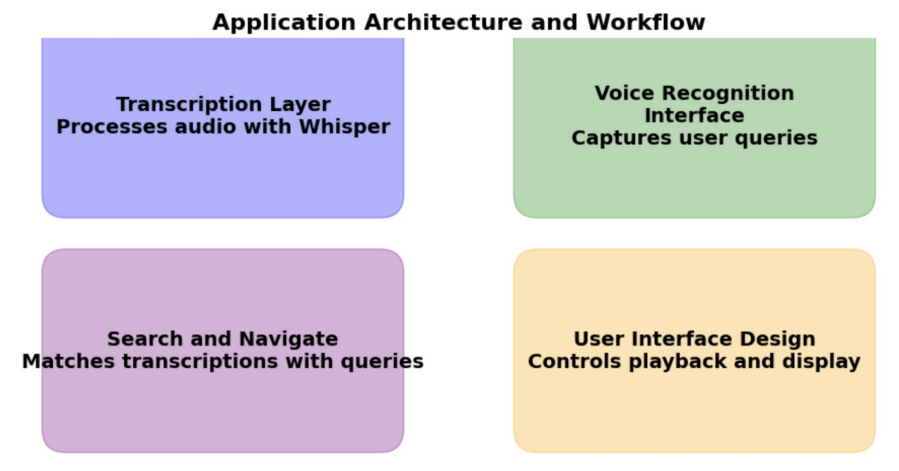 Application Architecture and Workflow
Transcription Layer
Processes audio with Whisper
Voice Recognition
Interface
Captures user queries
Search and Navigate
Matches transcriptions with queries
User Interface Design
Controls playback and display